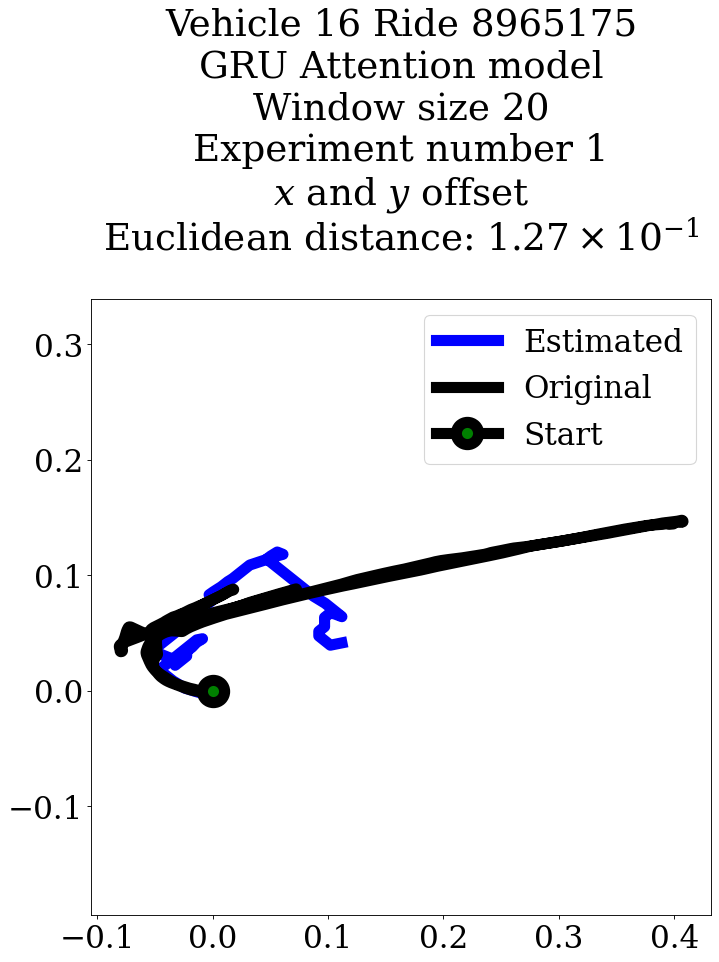 Vehicle 16 Ride 8965175
GRU Attention model
Window size 20
Experiment number 1
x and y offset
Euclidean distance: 1.27 × 10⁻¹
Estimated
Original
Start
0.3
0.2
0.1
0.0
−0.1
−0.1 0.0 0.1 0.2 0.3 0.4